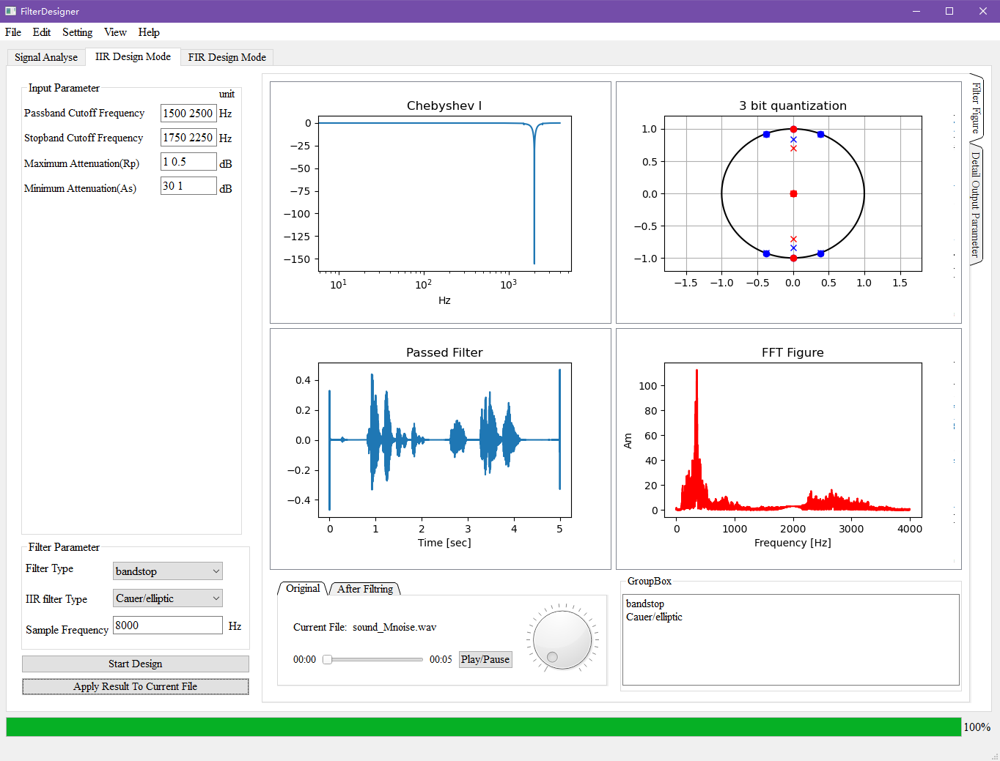 FilterDesigner
File Edit Setting View Help
Signal Analyse IIR Design Mode FIR Design Mode
Input Parameter
unit
Passband Cutoff Frequency 1500 2500 Hz
Stopband Cutoff Frequency 1750 2250 Hz
Maximum Attenuation(Rp) 1 0.5 dB
Minimum Attenuation(As) 30 1 dB
Filter Parameter
Filter Type bandstop
IIR filter Type Cauer/elliptic
Sample Frequency 8000 Hz
Start Design
Apply Result To Current File
Chebyshev I
0
−25
−50
−75
−100
−125
−150
10¹ 10² 10³
Hz
3 bit quantization
1.0
0.5
0.0
−0.5
−1.0
−1.5 −1.0 −0.5 0.0 0.5 1.0 1.5
Filter Figure
Detail Output Parameter
Passed Filter
0.4
0.2
0.0
−0.2
−0.4
0 1 2 3 4 5
Time [sec]
FFT Figure
Am
100
80
60
40
20
0
0 1000 2000 3000 4000
Frequency [Hz]
Original After Filtring
Current File: sound_Mnoise.wav
00:00 00:05 Play/Pause
GroupBox
bandstop
Cauer/elliptic
100%